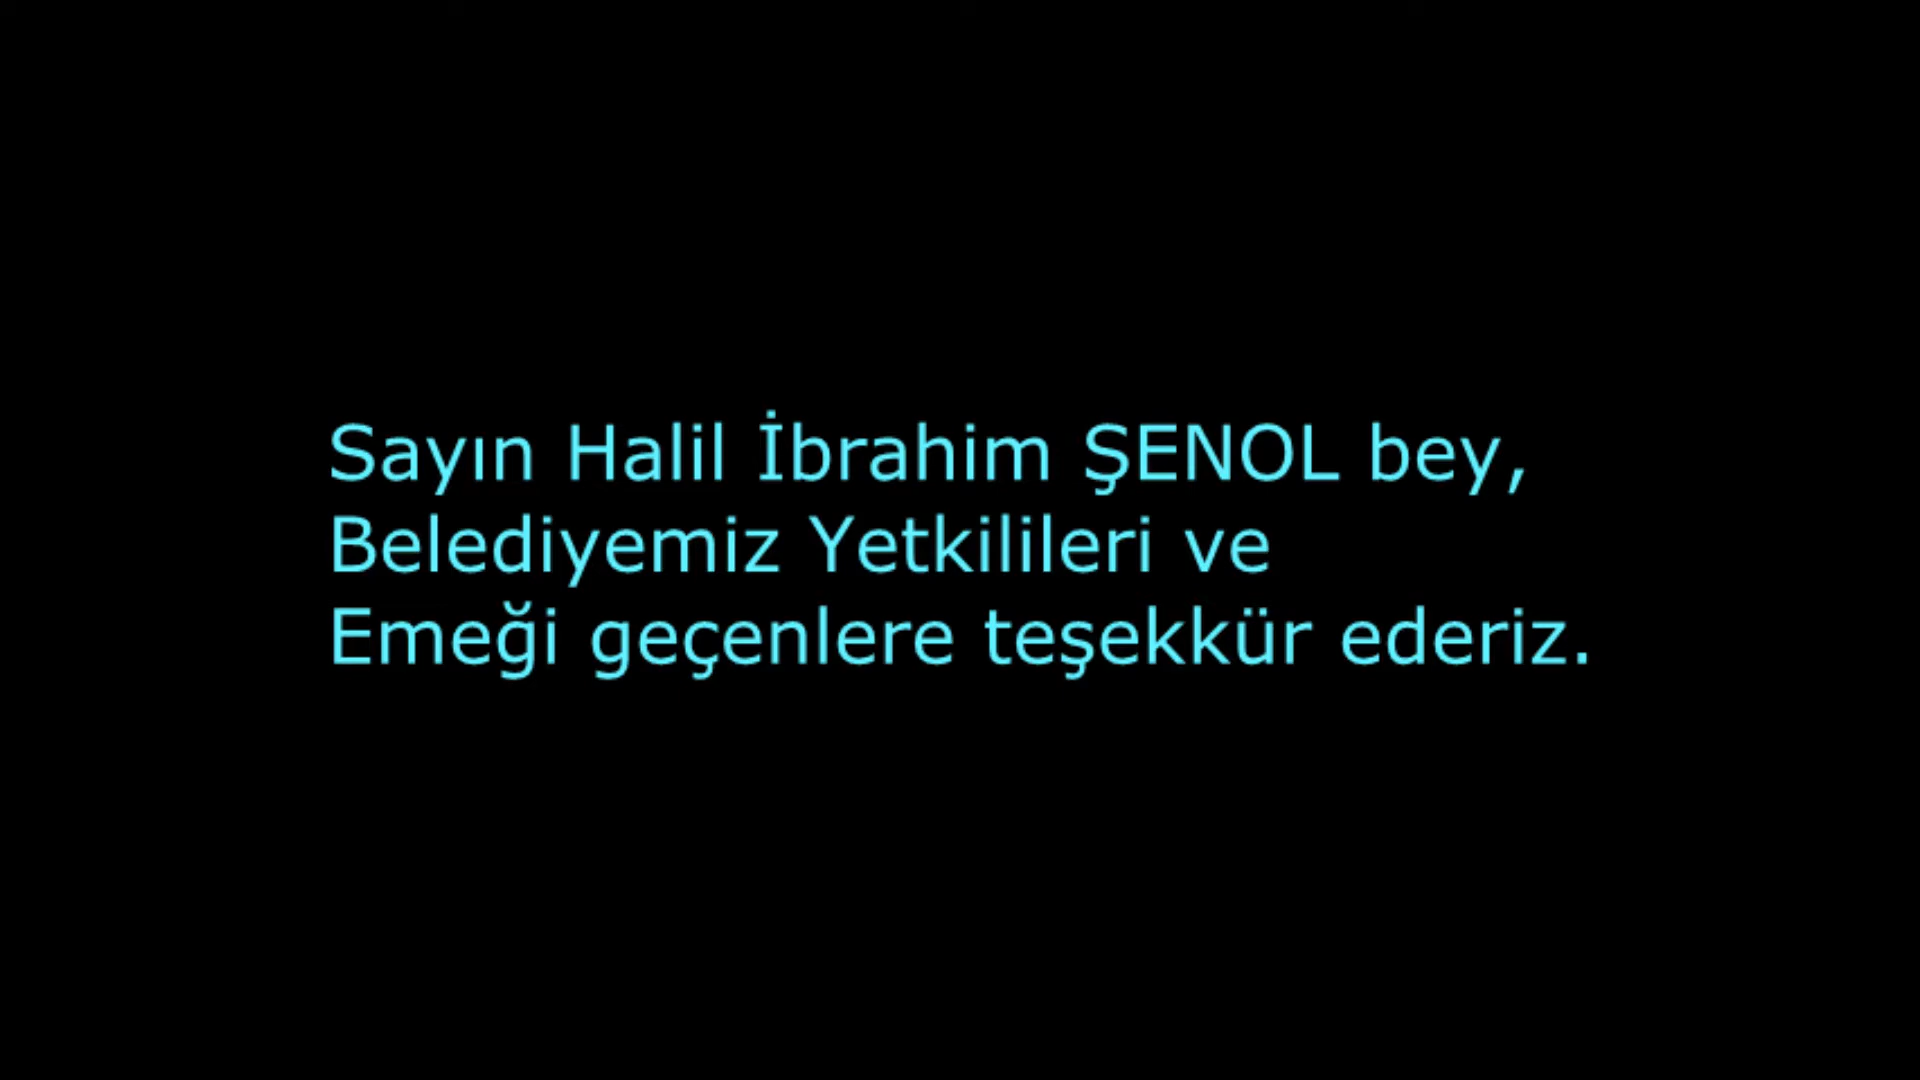 Sayın Halil İbrahim ŞENOL bey,
Belediyemiz Yetkilileri ve
Emeği geçenlere teşekkür ederiz.